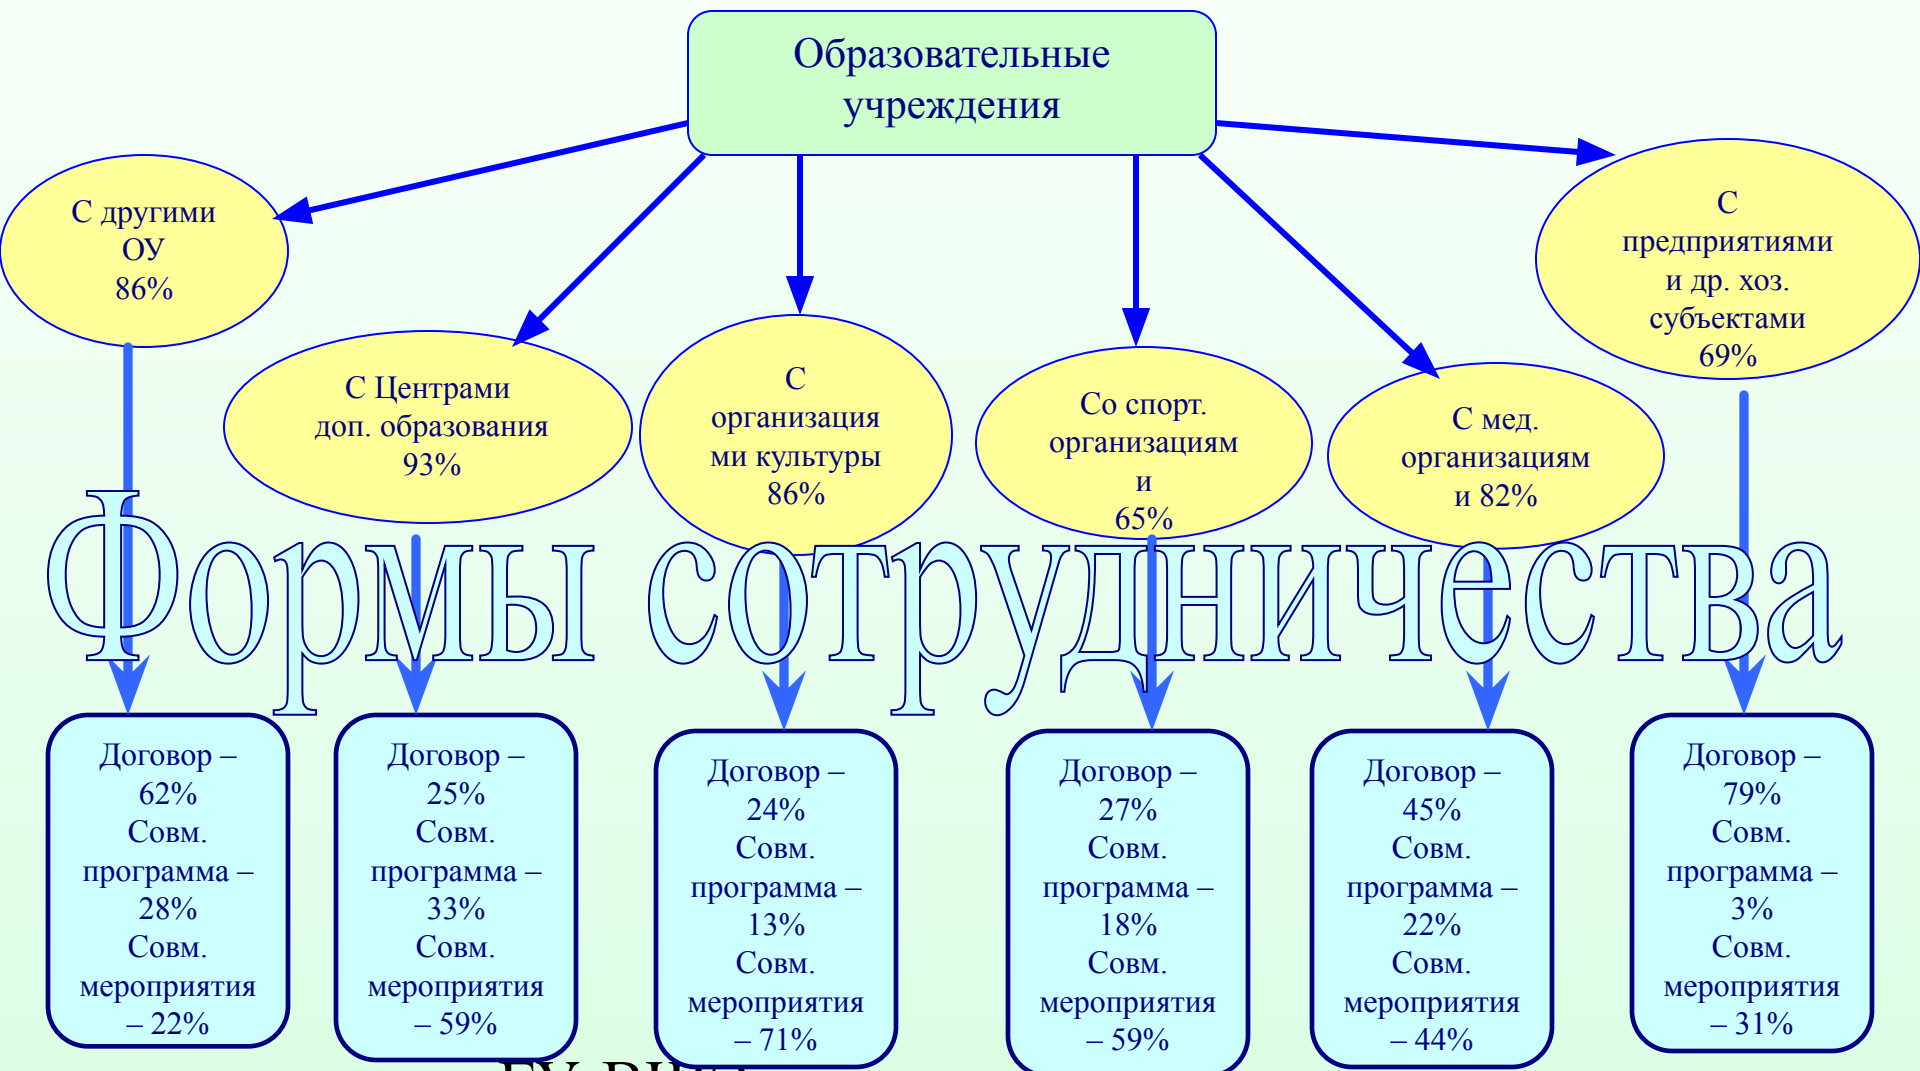 Образовательные
учреждения
С другими
ОУ
86%
С Центрами
доп. образования
93%
С
организация
ми культуры
86%
Со спорт.
организациям
и
65%
С мед.
организациям
и 82%
С
предприятиями
и др. хоз.
субъектами
69%
Формы сотрудничества
Договор –
62%
Совм.
программа –
28%
Совм.
мероприятия
– 22%
Договор –
25%
Совм.
программа –
33%
Совм.
мероприятия
– 59%
Договор –
24%
Совм.
программа –
13%
Совм.
мероприятия
– 71%
Договор –
27%
Совм.
программа –
18%
Совм.
мероприятия
– 59%
Договор –
45%
Совм.
программа –
22%
Совм.
мероприятия
– 44%
Договор –
79%
Совм.
программа –
3%
Совм.
мероприятия
– 31%